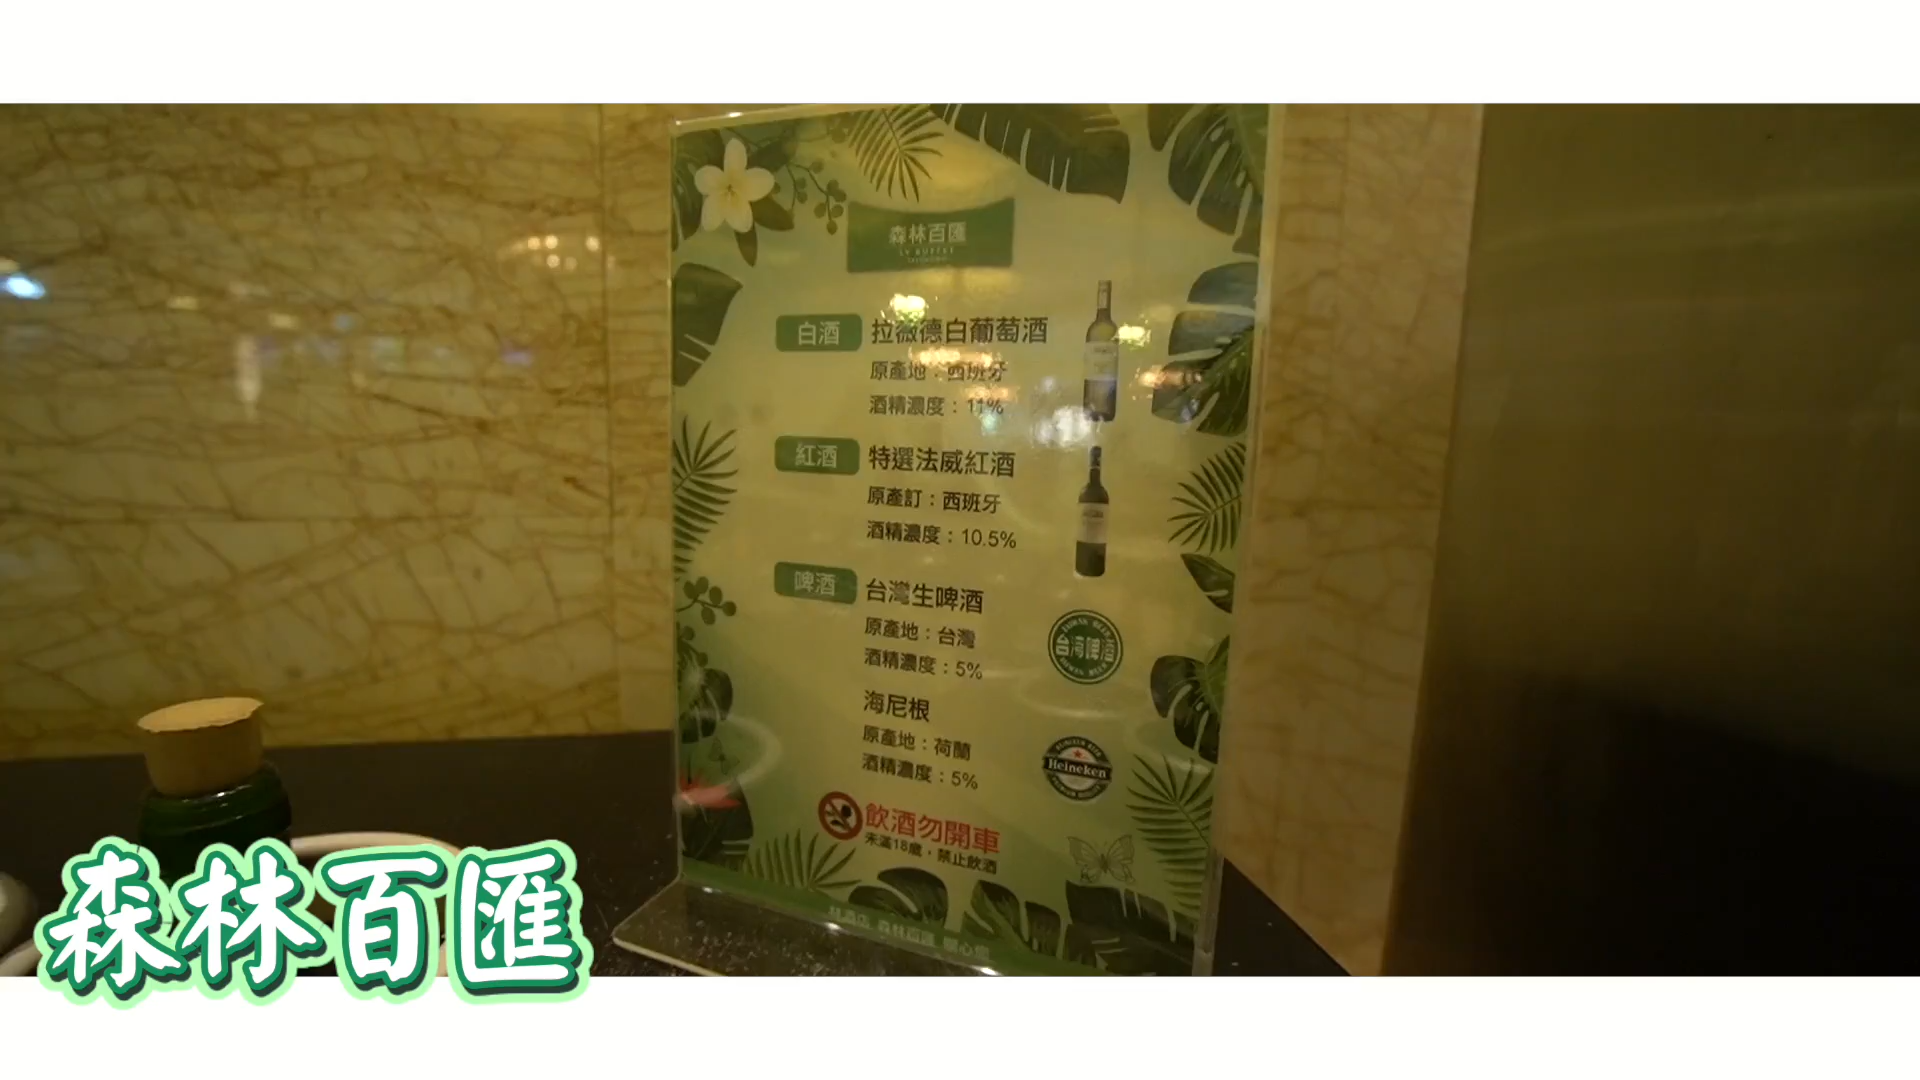 森林百匯
白酒 拉薇德白葡萄酒
原產地：西班牙
酒精濃度：11%
紅酒 特選法威紅酒
原產訂：西班牙
酒精濃度：10.5%
啤酒 台灣生啤酒
原產地：台灣
酒精濃度：5%
海尼根
原產地：荷蘭
酒精濃度：5%
Heineken
飲酒勿開車
未滿18歲，禁止飲酒
森林百匯